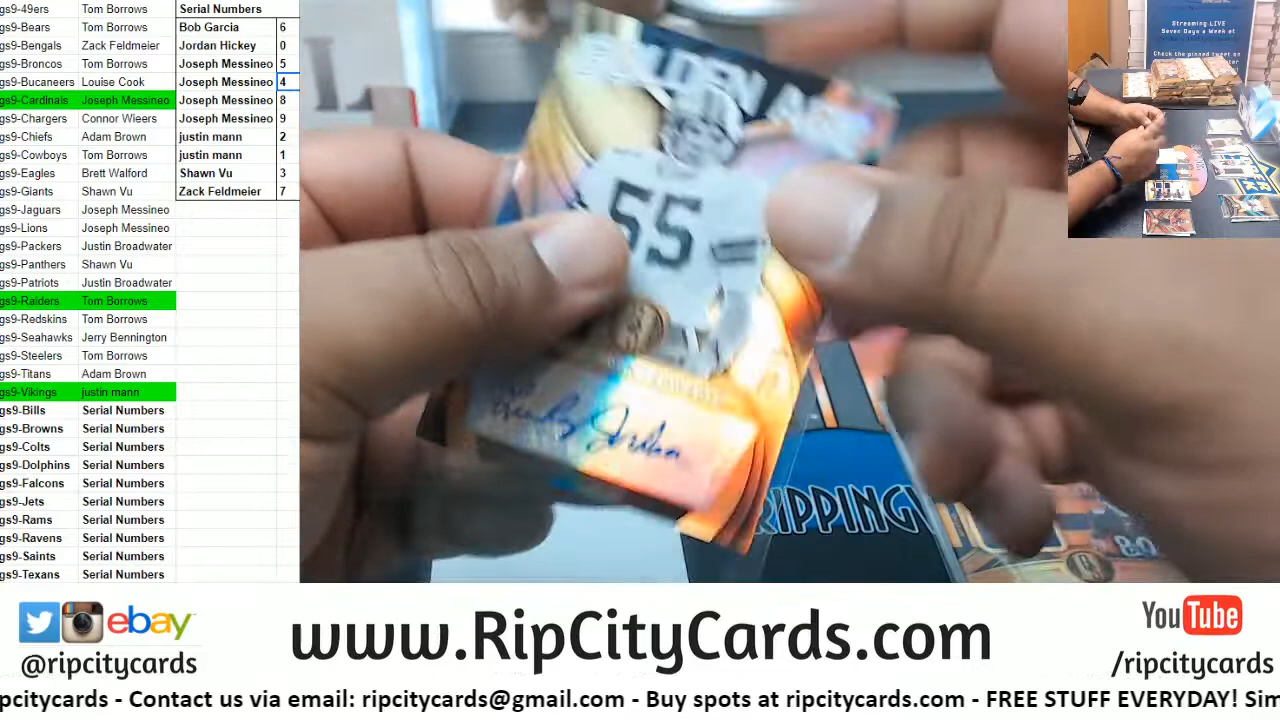 gs9-49ers Tom Borrows Serial Numbers
gs9-Bears Tom Borrows Bob Garcia 6
gs9-Bengals Zack Feldmeier Jordan Hickey 0
gs9-Broncos Tom Borrows Joseph Messineo 5
gs9-Bucaneers Louise Cook Joseph Messineo 4
gs9-Cardinals Joseph Messineo Joseph Messineo 8
gs9-Chargers Connor Wieers Joseph Messineo 9
gs9-Chiefs Adam Brown justin mann 2
gs9-Cowboys Tom Borrows justin mann 1
gs9-Eagles Brett Walford Shawn Vu 3
gs9-Giants Shawn Vu Zack Feldmeier 7
gs9-Jaguars Joseph Messineo
gs9-Lions Joseph Messineo
gs9-Packers Justin Broadwater
gs9-Panthers Shawn Vu
gs9-Patriots Justin Broadwater
gs9-Raiders Tom Borrows
gs9-Redskins Tom Borrows
gs9-Seahawks Jerry Bennington
gs9-Steelers Tom Borrows
gs9-Titans Adam Brown
gs9-Vikings justin mann
gs9-Bills Serial Numbers
gs9-Browns Serial Numbers
gs9-Colts Serial Numbers
gs9-Dolphins Serial Numbers
gs9-Falcons Serial Numbers
gs9-Jets Serial Numbers
gs9-Rams Serial Numbers
gs9-Ravens Serial Numbers
gs9-Saints Serial Numbers
gs9-Texans Serial Numbers
55
RIPPING
Streaming LIVE
Seven Days a Week at
Check the pinned tweet on
ebay
@ripcitycards
www.RipCityCards.com
YouTube
/ripcitycards
pcitycards - Contact us via email: ripcitycards@gmail.com - Buy spots at ripcitycards.com - FREE STUFF EVERYDAY! Sim